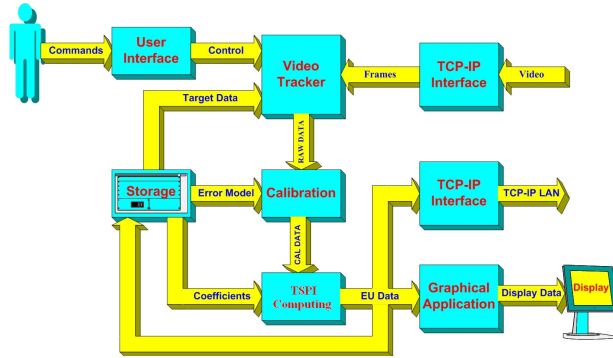 Commands
User
Interface
Control
Video
Tracker
Frames
TCP-IP
Interface
Video
Target Data
RAW DATA
Storage
Error Model
Calibration
TCP-IP
Interface
TCP-IP LAN
CAL DATA
Coefficients
TSPI
Computing
EU Data
Graphical
Application
Display Data
Display